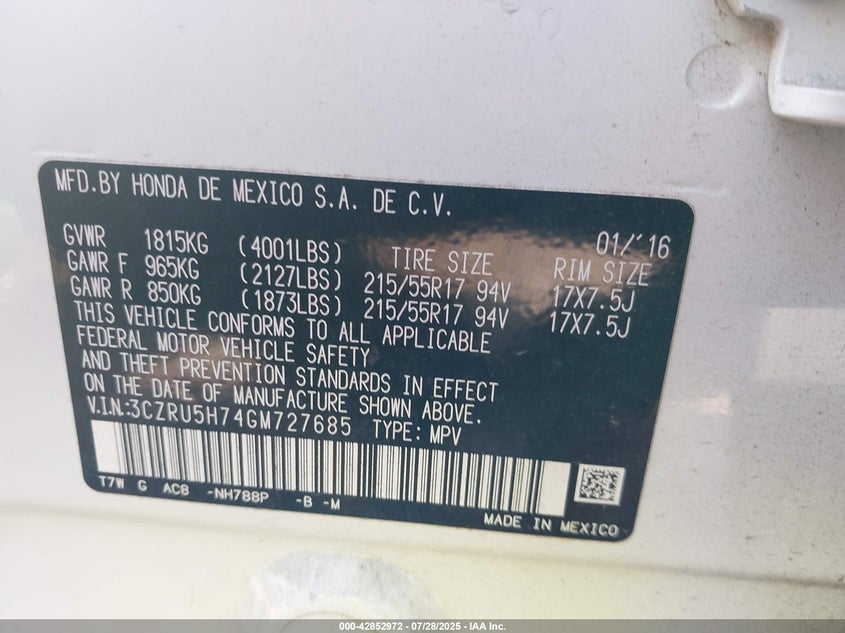 MFD.BY HONDA DE MEXICO S.A. DE C.V.
01/'16
GVWR 1815KG (4001LBS) TIRE SIZE RIM SIZE
GAWR F 965KG (2127LBS) 215/55R17 94V 17X7.5J
GAWR R 850KG (1873LBS) 215/55R17 94V 17X7.5J
THIS VEHICLE CONFORMS TO ALL APPLICABLE
FEDERAL MOTOR VEHICLE SAFETY
AND THEFT PREVENTION STANDARDS IN EFFECT
ON THE DATE OF MANUFACTURE SHOWN ABOVE.
V.I.N.:3CZRU5H74GM727685 TYPE: MPV
T7W G AC8 -NH788P -B -M
MADE IN MEXICO
000-42852972 | 07/28/2025 - IAA Inc.